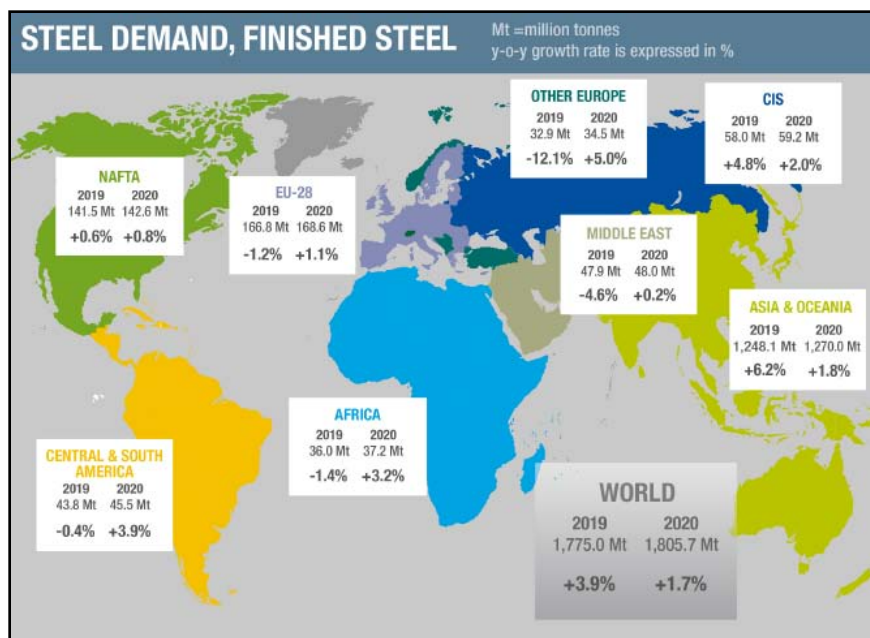 STEEL DEMAND, FINISHED STEEL
Mt =million tonnes
y-o-y growth rate is expressed in %
OTHER EUROPE
2019 2020
32.9 Mt 34.5 Mt
-12.1% +5.0%
CIS
2019 2020
58.0 Mt 59.2 Mt
+4.8% +2.0%
NAFTA
2019 2020
141.5 Mt 142.6 Mt
+0.6% +0.8%
EU-28
2019 2020
166.8 Mt 168.6 Mt
-1.2% +1.1%
MIDDLE EAST
2019 2020
47.9 Mt 48.0 Mt
-4.6% +0.2%
ASIA & OCEANIA
2019 2020
1,248.1 Mt 1,270.0 Mt
+6.2% +1.8%
AFRICA
2019 2020
36.0 Mt 37.2 Mt
-1.4% +3.2%
CENTRAL & SOUTH
AMERICA
2019 2020
43.8 Mt 45.5 Mt
-0.4% +3.9%
WORLD
2019 2020
1,775.0 Mt 1,805.7 Mt
+3.9% +1.7%